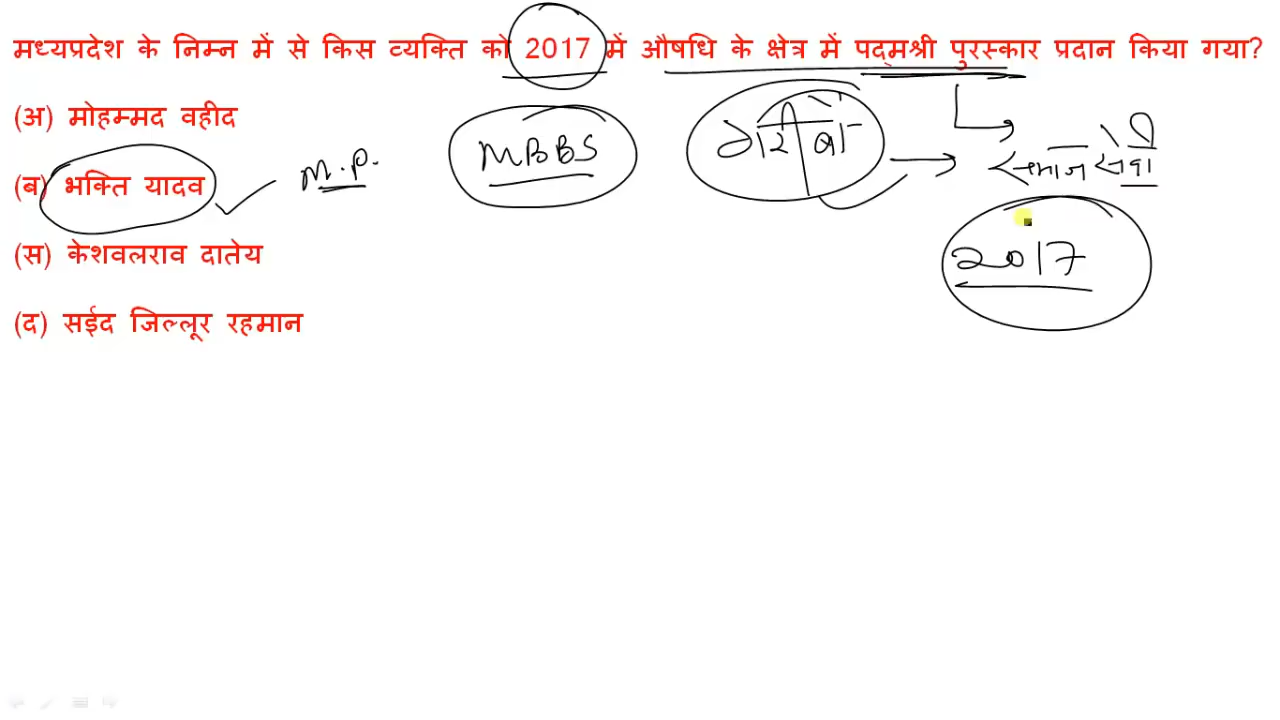 मध्यप्रदेश के निम्न में से किस व्यक्ति को 2017 में औषधि के क्षेत्र में पद्मश्री पुरस्कार प्रदान किया गया?
(अ) मोहम्मद वहीद
MBBS
गरीबों
समाज सेवी
(ब) भक्ति यादव
M.P.
(स) केशवलराव दातेय
2017
(द) सईद जिल्लूर रहमान